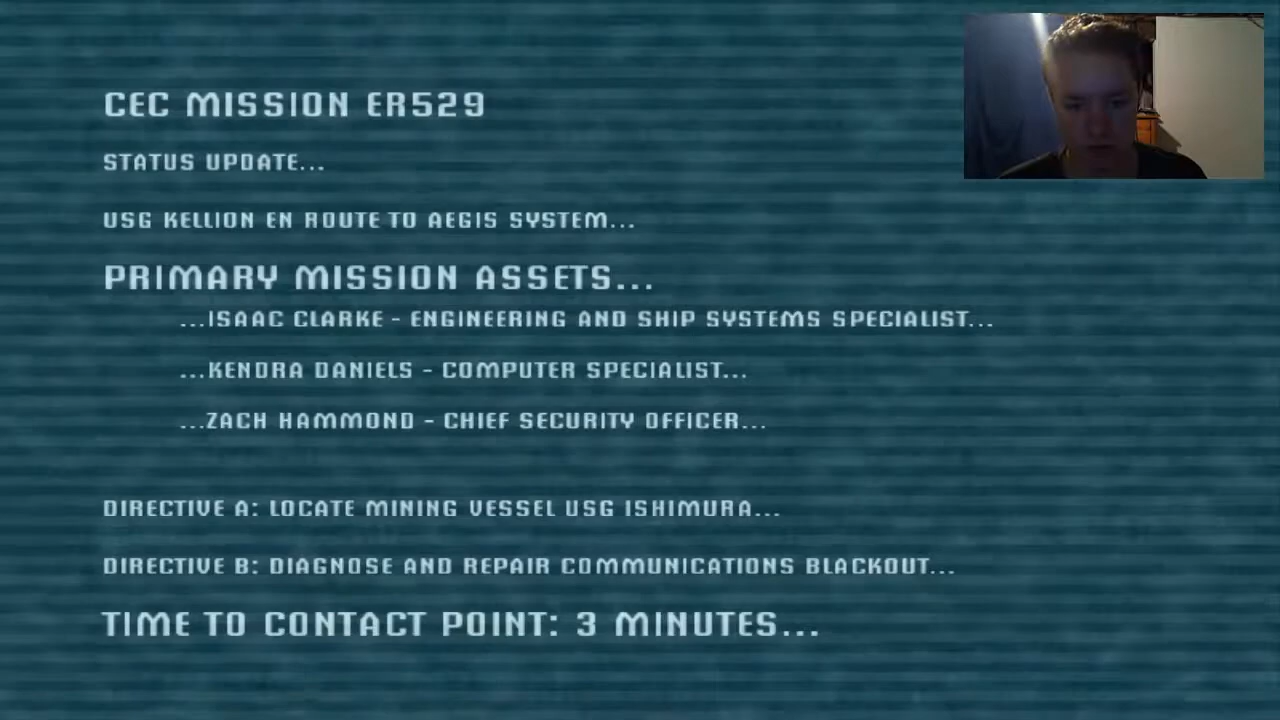 CEC MISSION ER529
STATUS UPDATE...
USG KELLION EN ROUTE TO AEGIS SYSTEM...
PRIMARY MISSION ASSETS...
...ISAAC CLARKE - ENGINEERING AND SHIP SYSTEMS SPECIALIST...
...KENDRA DANIELS - COMPUTER SPECIALIST...
...ZACH HAMMOND - CHIEF SECURITY OFFICER...
DIRECTIVE A: LOCATE MINING VESSEL USG ISHIMURA...
DIRECTIVE B: DIAGNOSE AND REPAIR COMMUNICATIONS BLACKOUT...
TIME TO CONTACT POINT: 3 MINUTES...